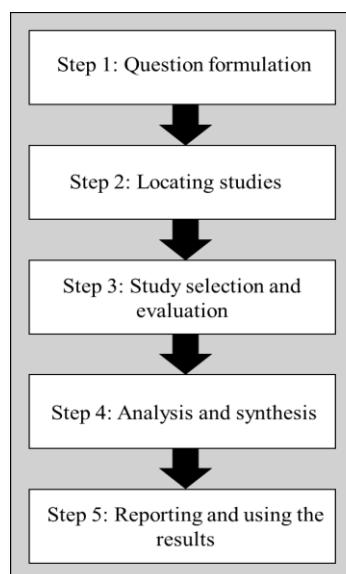 Step 1: Question formulation
Step 2: Locating studies
Step 3: Study selection and
evaluation
Step 4: Analysis and synthesis
Step 5: Reporting and using the
results